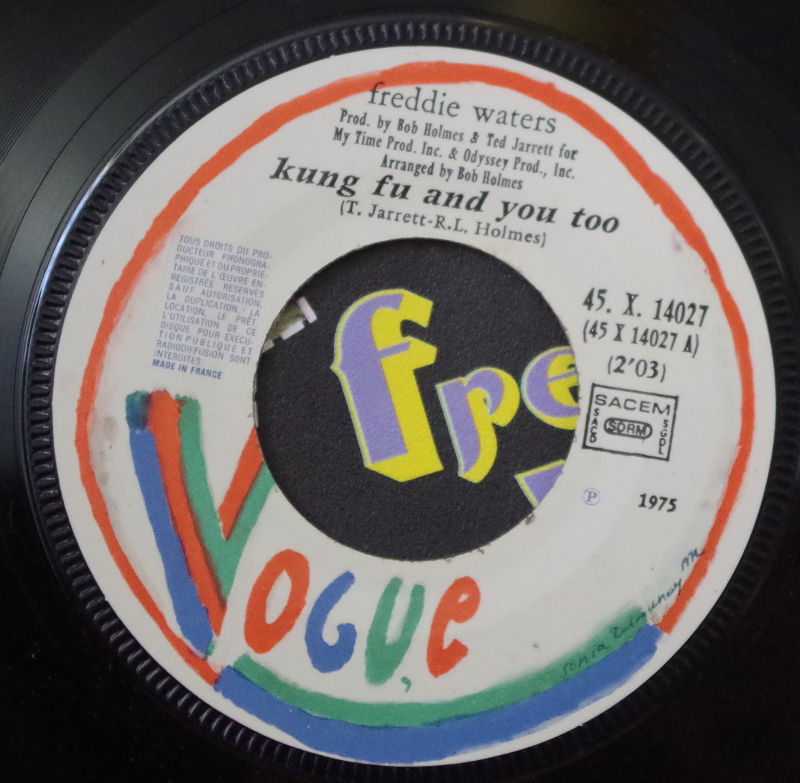 freddie waters
Prod. by Bob Holmes & Ted Jarrett for
My Time Prod. Inc. & Odyssey Prod., Inc.
Arranged by Bob Holmes
kung fu and you too
(T. Jarrett-R.L. Holmes)
TOUS DROITS DU PRO-
DUCTEUR PHONOGRA-
PHIQUE ET DU PROPRIE-
TAIRE DE L'ŒUVRE EN-
REGISTREE RESERVES
SAUF AUTORISATION,
LA DUPLICATION, LA
LOCATION, LE PRÊT,
L'UTILISATION DE CE
DISQUE POUR EXECU-
TION PUBLIQUE ET
RADIODIFFUSION SONT
INTERDITES
MADE IN FRANCE
45. X. 14027
(45 X 14027 A)
(2'03)
SACEM
SACD
SDRM
SGDL
℗ 1975
fre
VOGUE
sonia Delaunay